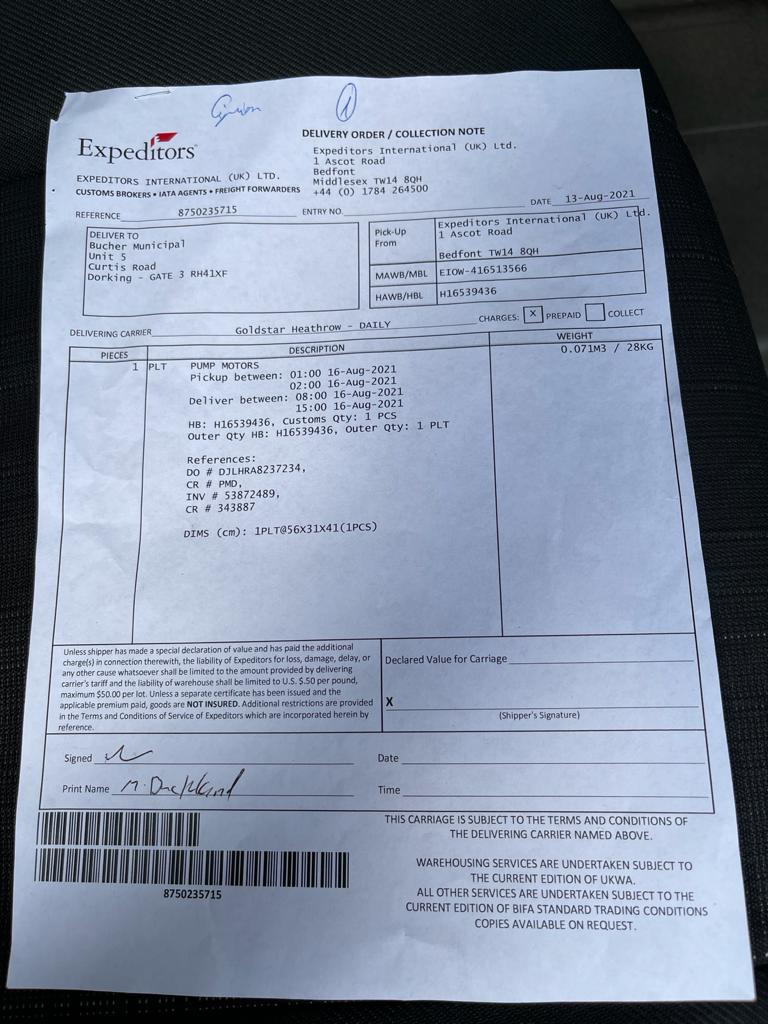 Expeditors
EXPEDITORS INTERNATIONAL (UK) LTD.
CUSTOMS BROKERS • IATA AGENTS • FREIGHT FORWARDERS
DELIVERY ORDER / COLLECTION NOTE
Expeditors International (UK) Ltd.
1 Ascot Road
Bedfont
Middlesex TW14 8QH
+44 (0) 1784 264500
REFERENCE 8750235715 ENTRY NO. DATE 13-Aug-2021
DELIVER TO
Bucher Municipal
Unit 5
Curtis Road
Dorking - GATE 3 RH41XF
Pick-Up From
Expeditors International (UK) Ltd.
1 Ascot Road
Bedfont TW14 8QH
MAWB/MBL EIOW-416513566
HAWB/HBL H16539436
DELIVERING CARRIER Goldstar Heathrow - DAILY CHARGES: X PREPAID COLLECT
PIECES DESCRIPTION WEIGHT
1 PLT PUMP MOTORS 0.071M3 / 28KG
Pickup between: 01:00 16-Aug-2021
02:00 16-Aug-2021
Deliver between: 08:00 16-Aug-2021
15:00 16-Aug-2021
HB: H16539436, Customs Qty: 1 PCS
Outer Qty HB: H16539436, Outer Qty: 1 PLT
References:
DO # DJLHRA8237234,
CR # PMD,
INV # 53872489,
CR # 343887
DIMS (cm): 1PLT@56X31X41(1PCS)
Unless shipper has made a special declaration of value and has paid the additional
charge(s) in connection therewith, the liability of Expeditors for loss, damage, delay, or
any other cause whatsoever shall be limited to the amount provided by delivering
carrier's tariff and the liability of warehouse shall be limited to U.S. $.50 per pound,
maximum $50.00 per lot. Unless a separate certificate has been issued and the
applicable premium paid, goods are NOT INSURED. Additional restrictions are provided
in the Terms and Conditions of Service of Expeditors which are incorporated herein by
reference.
Declared Value for Carriage
X
(Shipper's Signature)
Signed
Date
Print Name M.
Time
8750235715
THIS CARRIAGE IS SUBJECT TO THE TERMS AND CONDITIONS OF
THE DELIVERING CARRIER NAMED ABOVE.
WAREHOUSING SERVICES ARE UNDERTAKEN SUBJECT TO
THE CURRENT EDITION OF UKWA.
ALL OTHER SERVICES ARE UNDERTAKEN SUBJECT TO THE
CURRENT EDITION OF BIFA STANDARD TRADING CONDITIONS
COPIES AVAILABLE ON REQUEST.